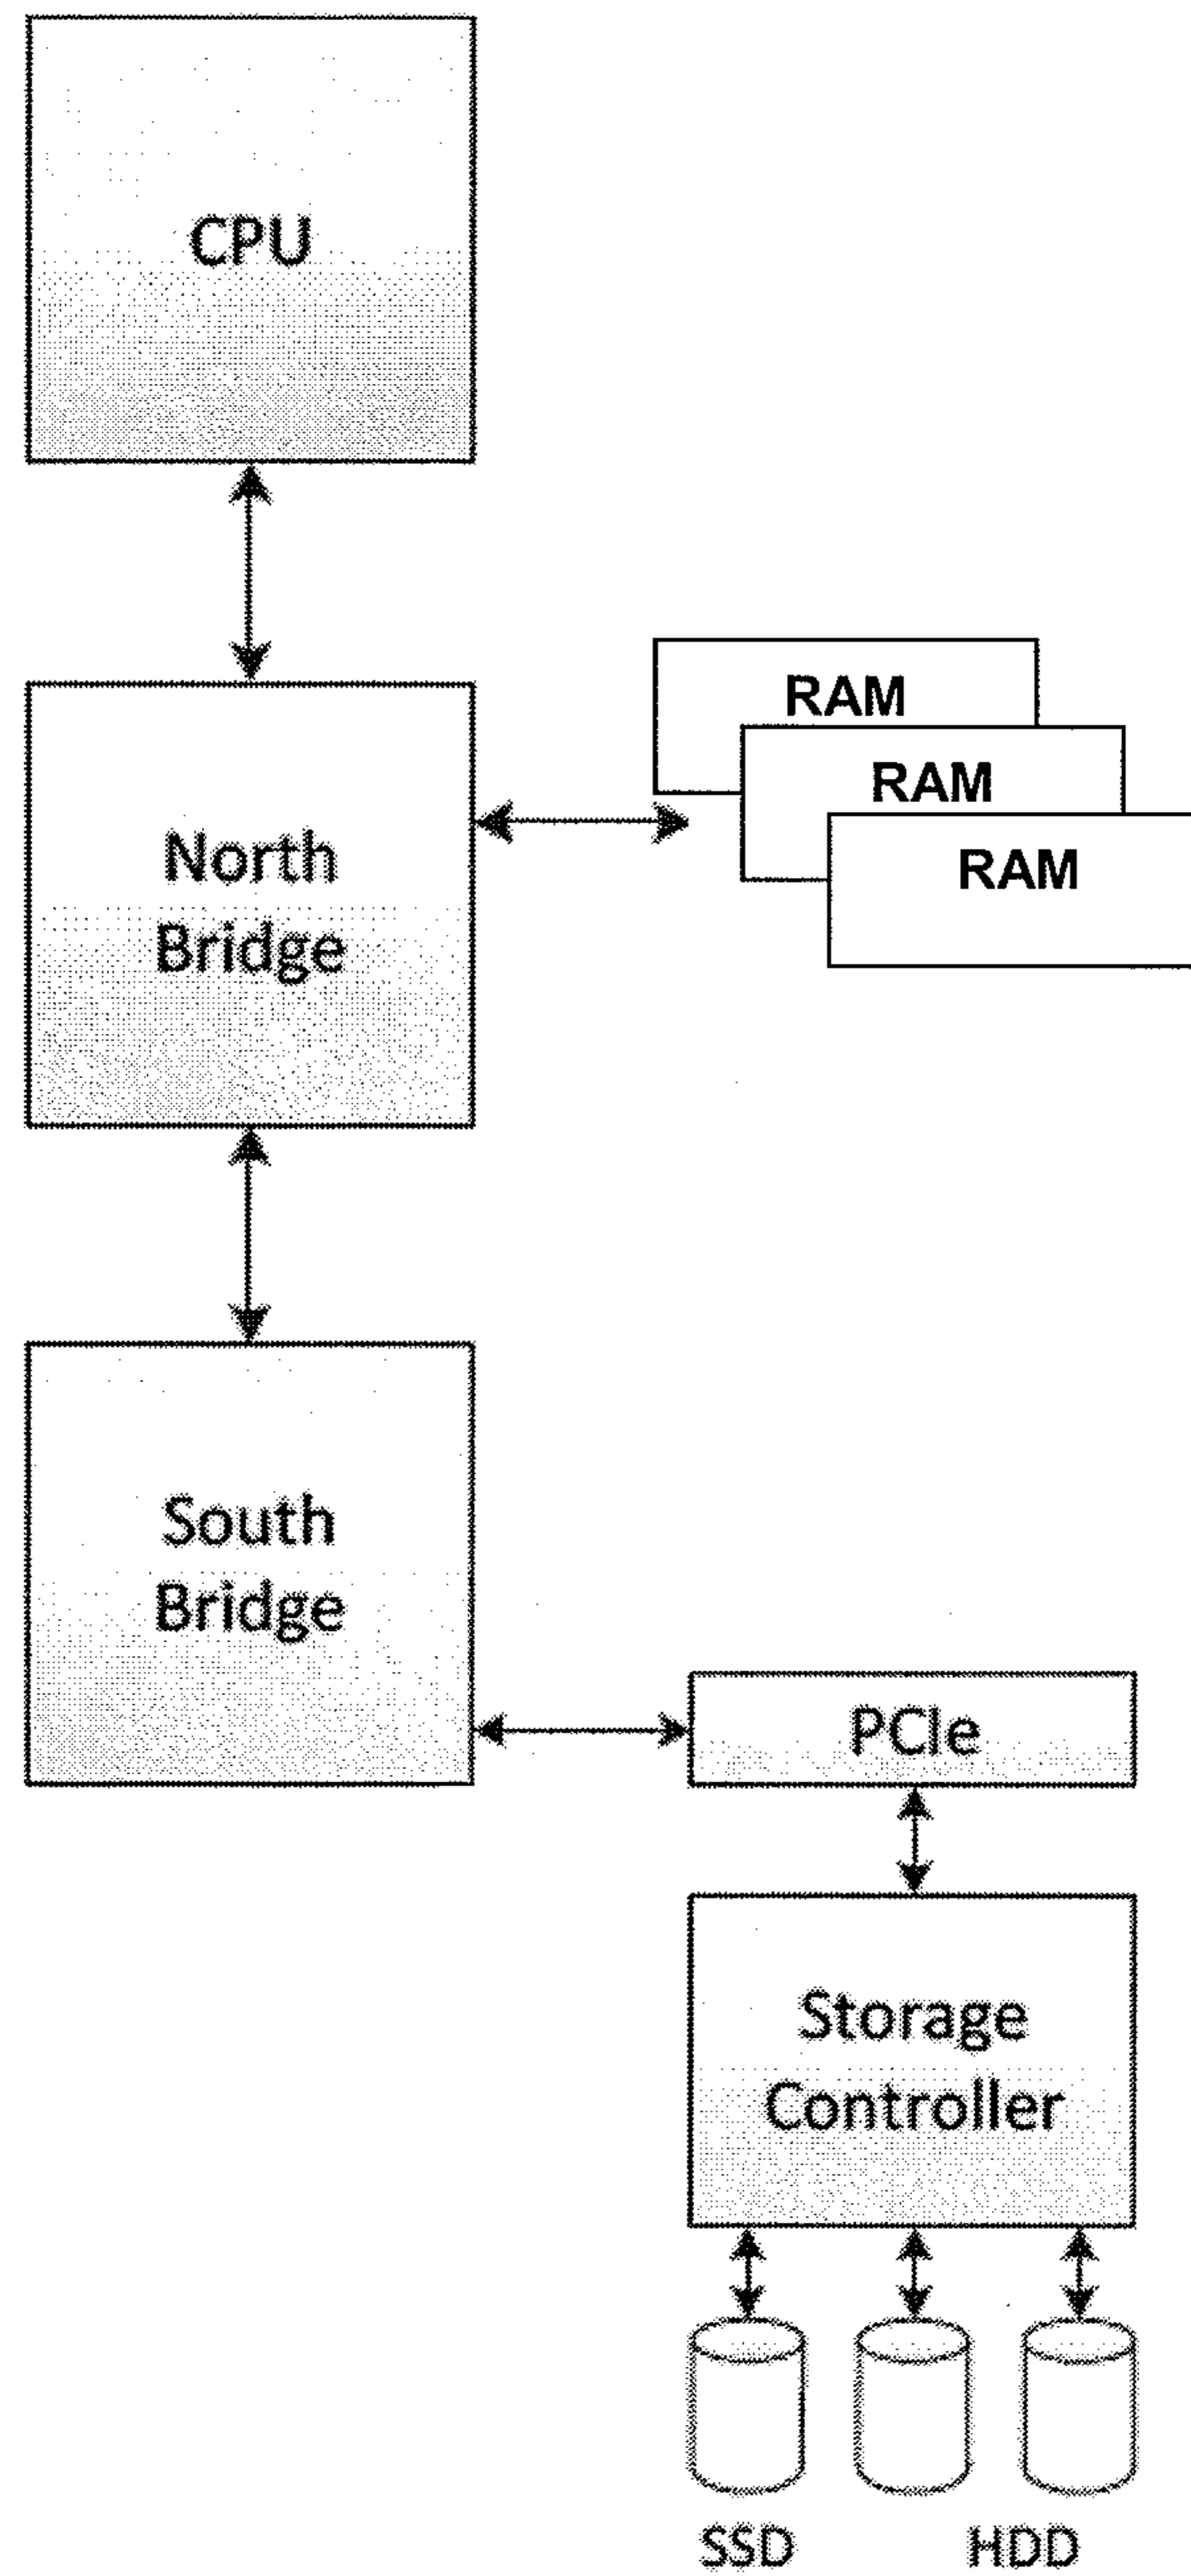 CPU
RAM
RAM
RAM
North
Bridge
South
Bridge
PCIe
Storage
Controller
SSD
HDD